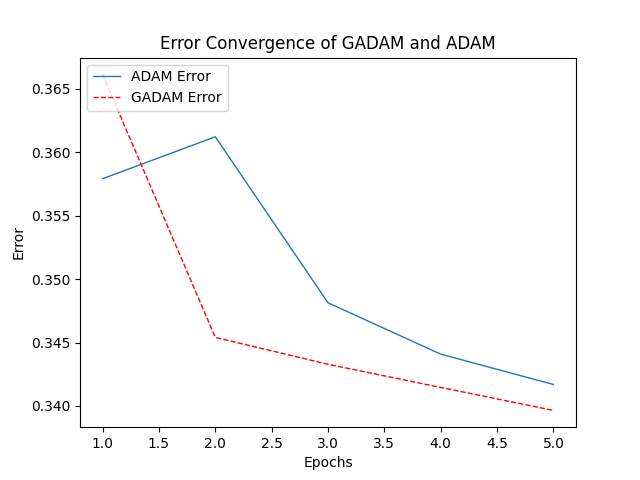 Error Convergence of GADAM and ADAM
ADAM Error
GADAM Error
Error
0.365
0.360
0.355
0.350
0.345
0.340
1.0 1.5 2.0 2.5 3.0 3.5 4.0 4.5 5.0
Epochs